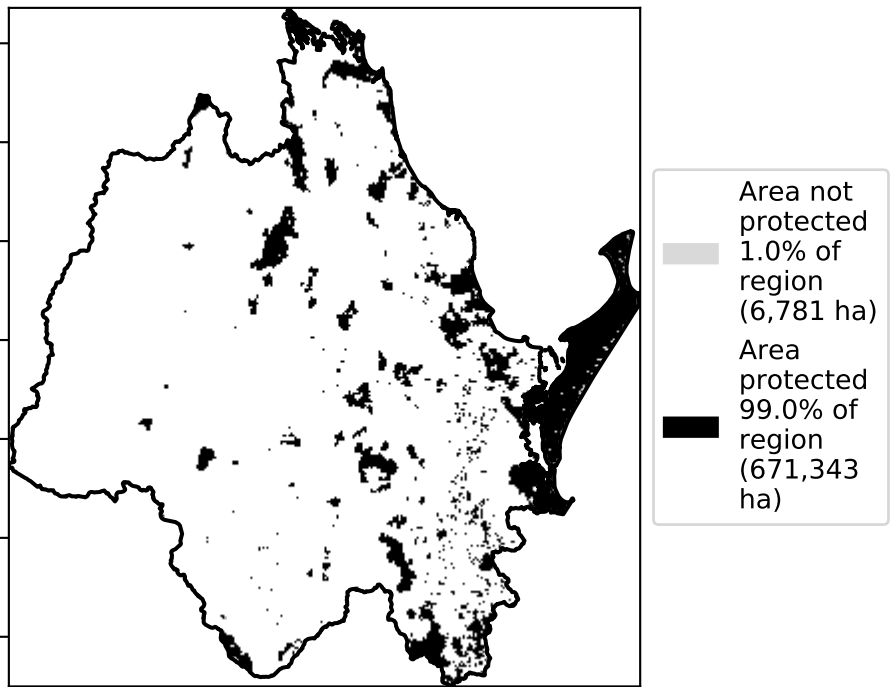 Area not
protected
1.0% of
region
(6,781 ha)
Area
protected
99.0% of
region
(671,343
ha)